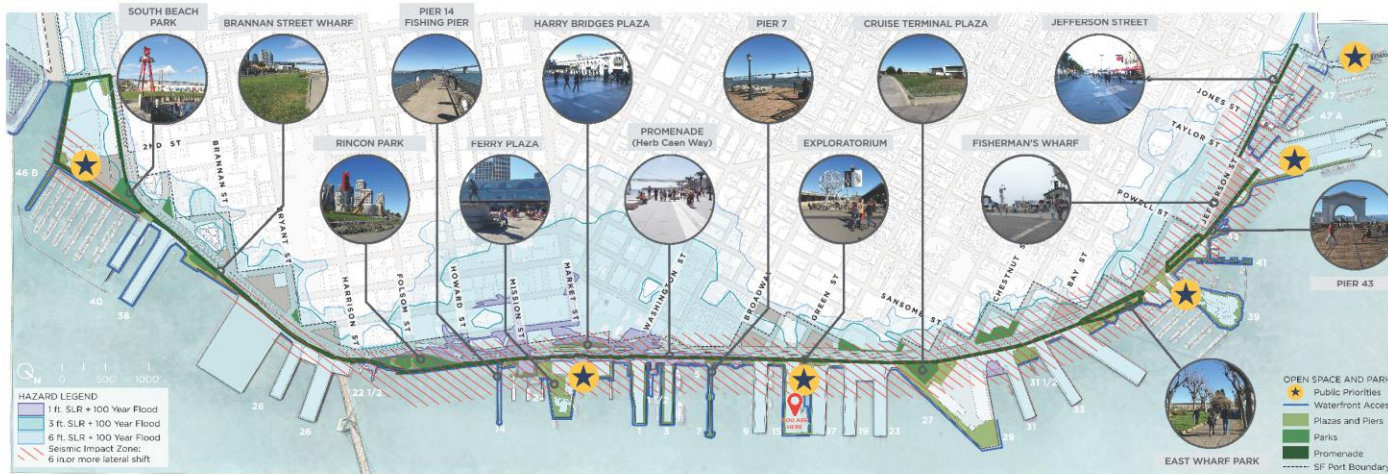 SOUTH BEACH
PARK
BRANNAN STREET WHARF
PIER 14
FISHING PIER
HARRY BRIDGES PLAZA
PIER 7
CRUISE TERMINAL PLAZA
JEFFERSON STREET
RINCON PARK
FERRY PLAZA
PROMENADE
(Herb Caen Way)
EXPLORATORIUM
FISHERMAN'S WHARF
PIER 43
EAST WHARF PARK
2ND ST
BRANNAN ST
BRYANT ST
HARRISON ST
FOLSOM ST
HOWARD ST
MISSION ST
MARKET ST
WASHINGTON ST
BROADWAY
GREEN ST
SANSOME ST
CHESTNUT ST
BAY ST
POWELL ST
TAYLOR ST
JONES ST
JEFFERSON ST
46 B
40
38
28
26
22 1/2
14
1
3
7
9
15
17
19
23
27
29
31
31 1/2
33
39
41
45
47 A
47
YOU ARE
HERE
N
0
500
1000
HAZARD LEGEND
1 ft. SLR + 100 Year Flood
3 ft. SLR + 100 Year Flood
6 ft. SLR + 100 Year Flood
Seismic Impact Zone:
6 in.or more lateral shift
OPEN SPACE AND PARK
Public Priorities
Waterfront Acces
Plazas and Piers
Parks
Promenade
SF Port Boundary